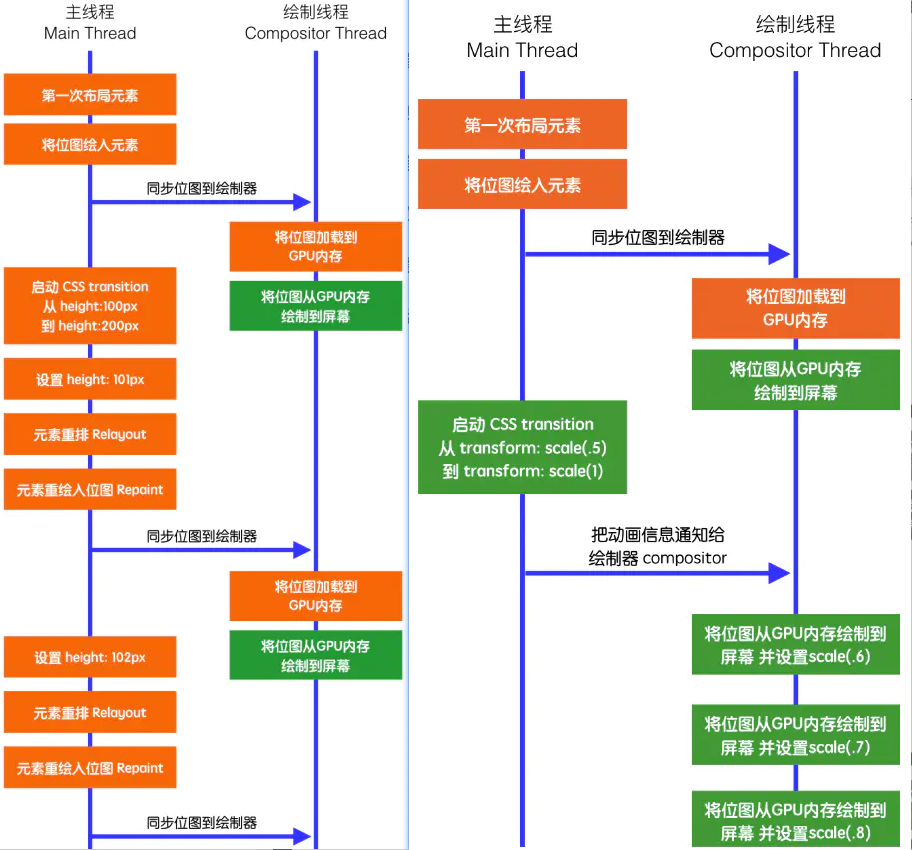 主线程
Main Thread
绘制线程
Compositor Thread
第一次布局元素
将位图绘入元素
同步位图到绘制器
将位图加载到
GPU内存
启动 CSS transition
从 height:100px
到 height:200px
将位图从GPU内存
绘制到屏幕
设置 height: 101px
元素重排 Relayout
元素重绘入位图 Repaint
同步位图到绘制器
将位图加载到
GPU内存
将位图从GPU内存
绘制到屏幕
设置 height: 102px
元素重排 Relayout
元素重绘入位图 Repaint
同步位图到绘制器
主线程
Main Thread
绘制线程
Compositor Thread
第一次布局元素
将位图绘入元素
同步位图到绘制器
将位图加载到
GPU内存
将位图从GPU内存
绘制到屏幕
启动 CSS transition
从 transform: scale(.5)
到 transform: scale(1)
把动画信息通知给
绘制器 compositor
将位图从GPU内存绘制到
屏幕 并设置scale(.6)
将位图从GPU内存绘制到
屏幕 并设置scale(.7)
将位图从GPU内存绘制到
屏幕 并设置scale(.8)